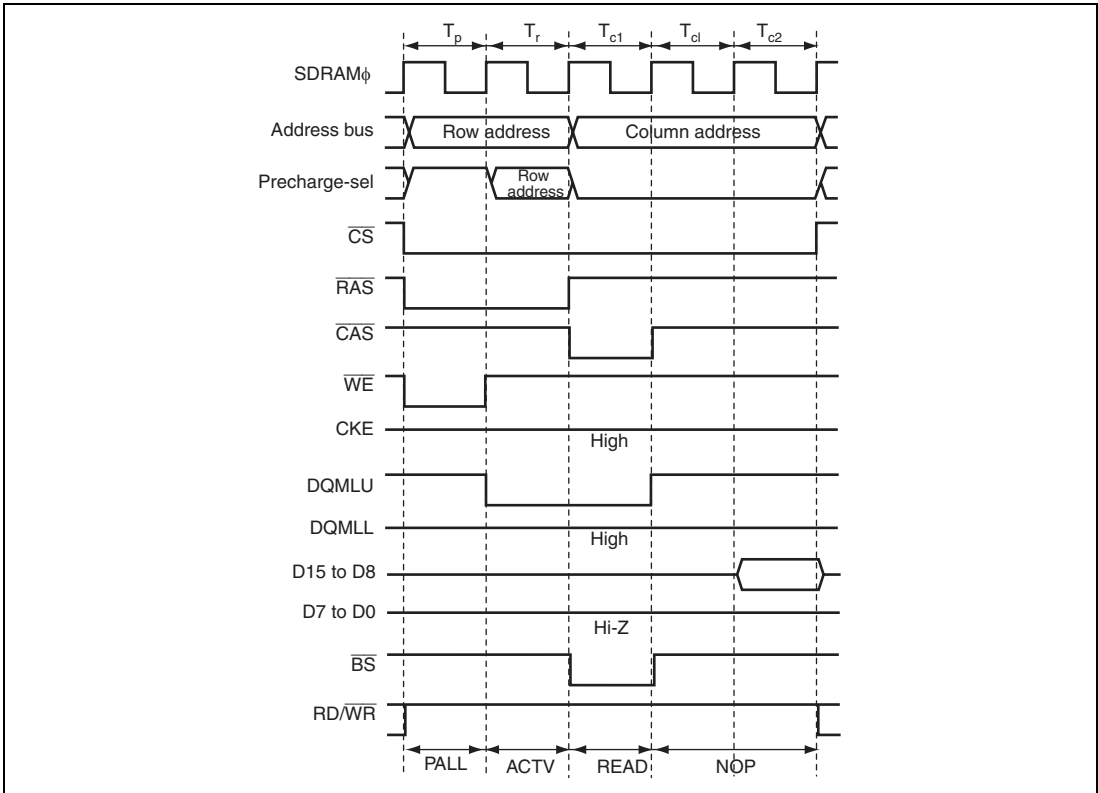 Tp Tr Tc1 Tcl Tc2
SDRAMϕ
Address bus Row address Column address
Precharge-sel Row address
CS
RAS
CAS
WE
CKE High
DQMLU
DQMLL High
D15 to D8
D7 to D0 Hi-Z
BS
RD/WR
PALL ACTV READ NOP